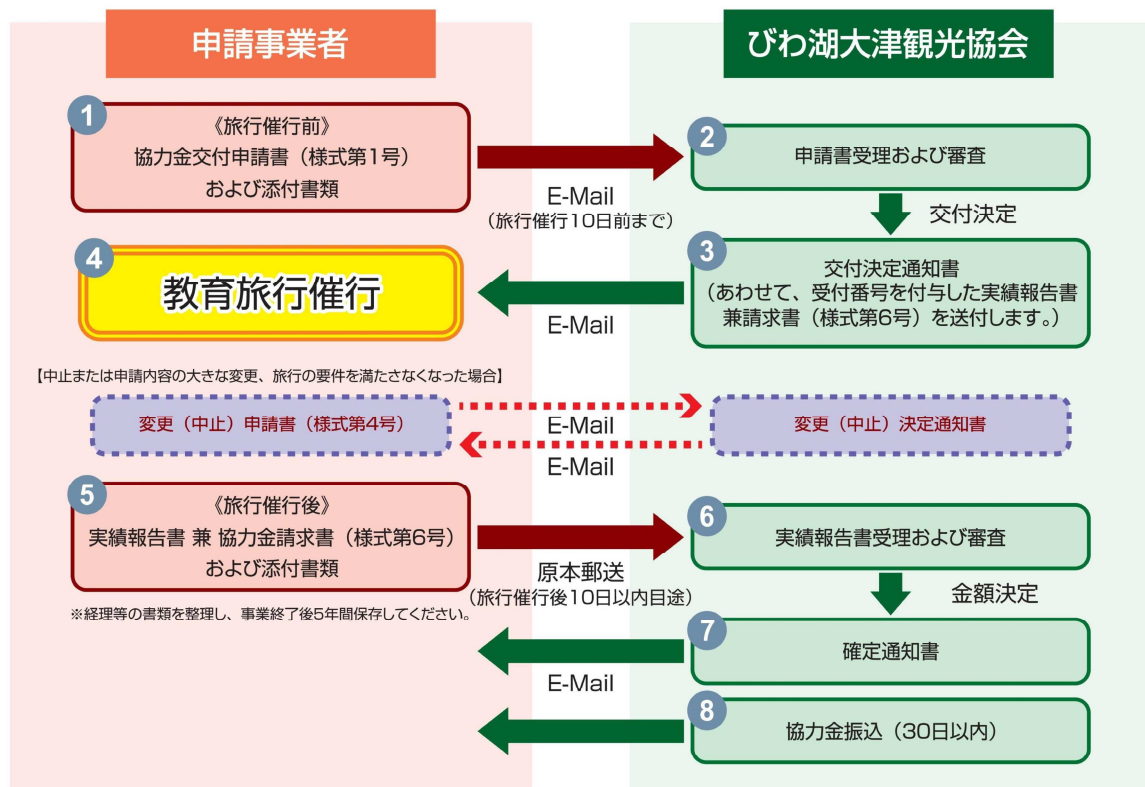 申請事業者
びわ湖大津観光協会
1
《旅行催行前》
協力金交付申請書（様式第1号）
および添付書類
E-Mail
（旅行催行10日前まで）
2
申請書受理および審査
交付決定
3
交付決定通知書
（あわせて、受付番号を付与した実績報告書
兼請求書（様式第6号）を送付します。）
E-Mail
4
教育旅行催行
【中止または申請内容の大きな変更、旅行の要件を満たさなくなった場合】
変更（中止）申請書（様式第4号）
E-Mail
変更（中止）決定通知書
E-Mail
5
《旅行催行後》
実績報告書 兼 協力金請求書（様式第6号）
および添付書類
※経理等の書類を整理し、事業終了後5年間保存してください。
原本郵送
（旅行催行後10日以内目途）
6
実績報告書受理および審査
金額決定
7
確定通知書
E-Mail
8
協力金振込（30日以内）